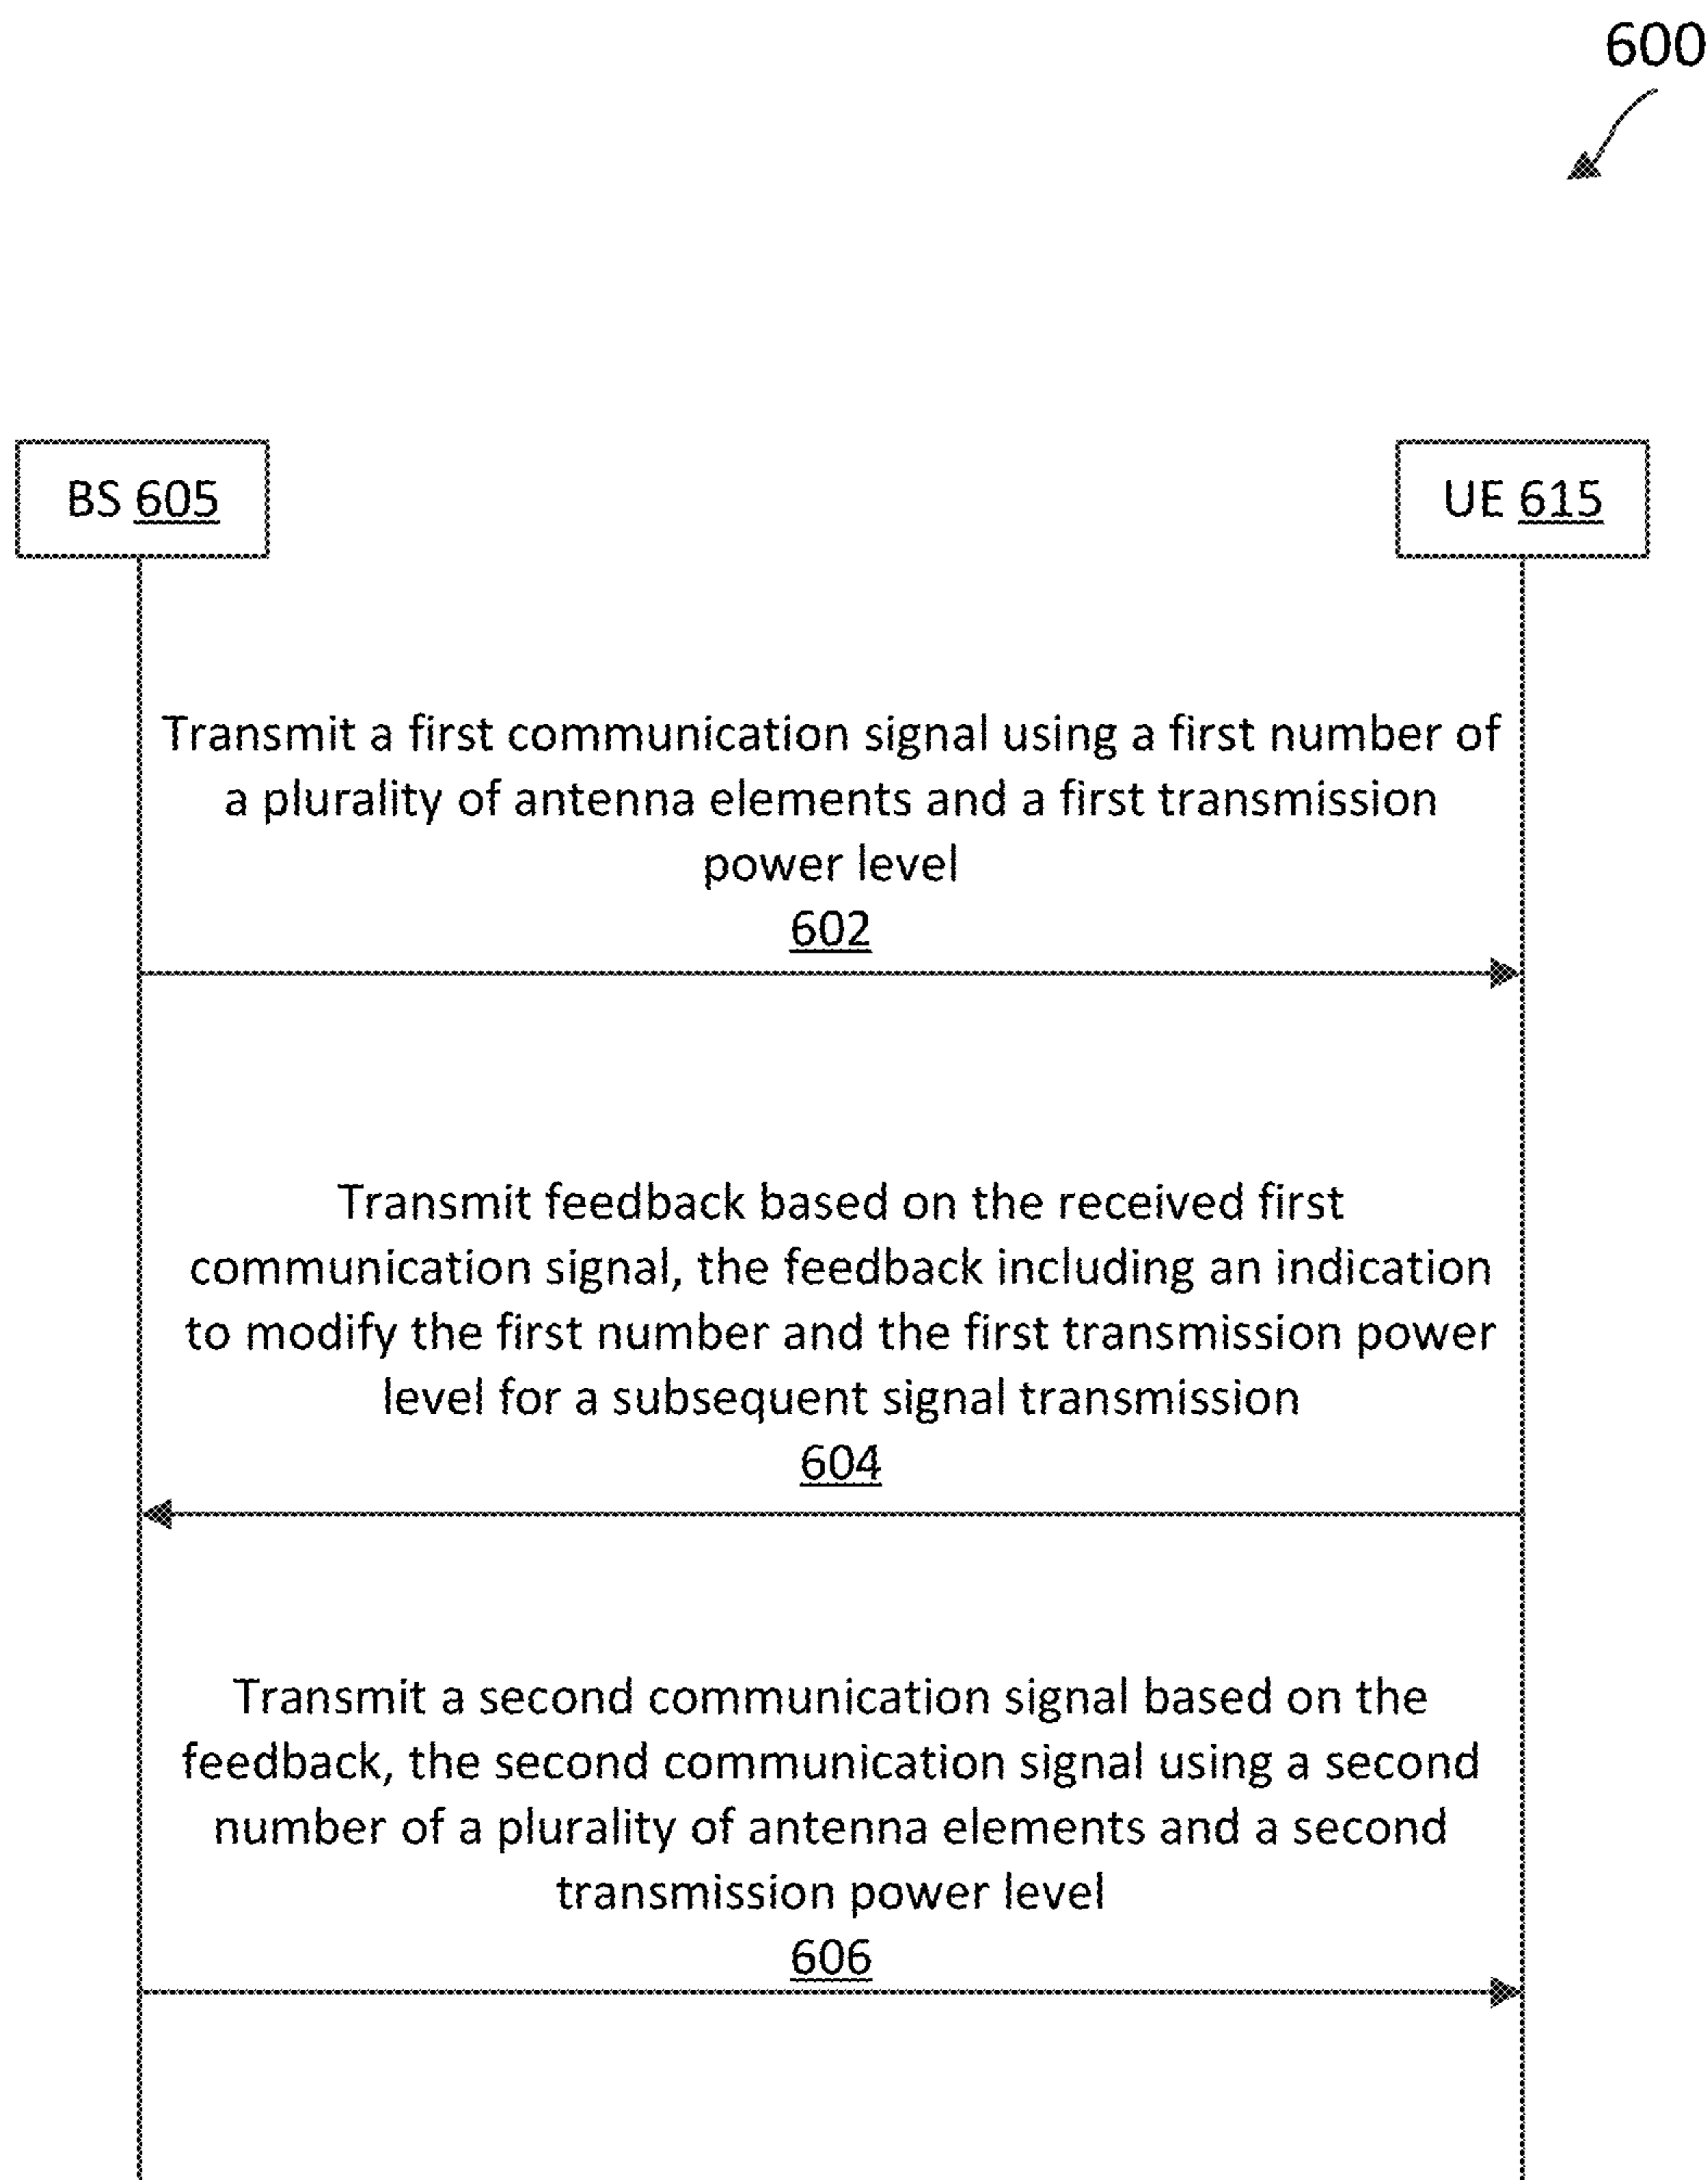 600
BS 605
UE 615
Transmit a first communication signal using a first number of
a plurality of antenna elements and a first transmission
power level
602
Transmit feedback based on the received first
communication signal, the feedback including an indication
to modify the first number and the first transmission power
level for a subsequent signal transmission
604
Transmit a second communication signal based on the
feedback, the second communication signal using a second
number of a plurality of antenna elements and a second
transmission power level
606